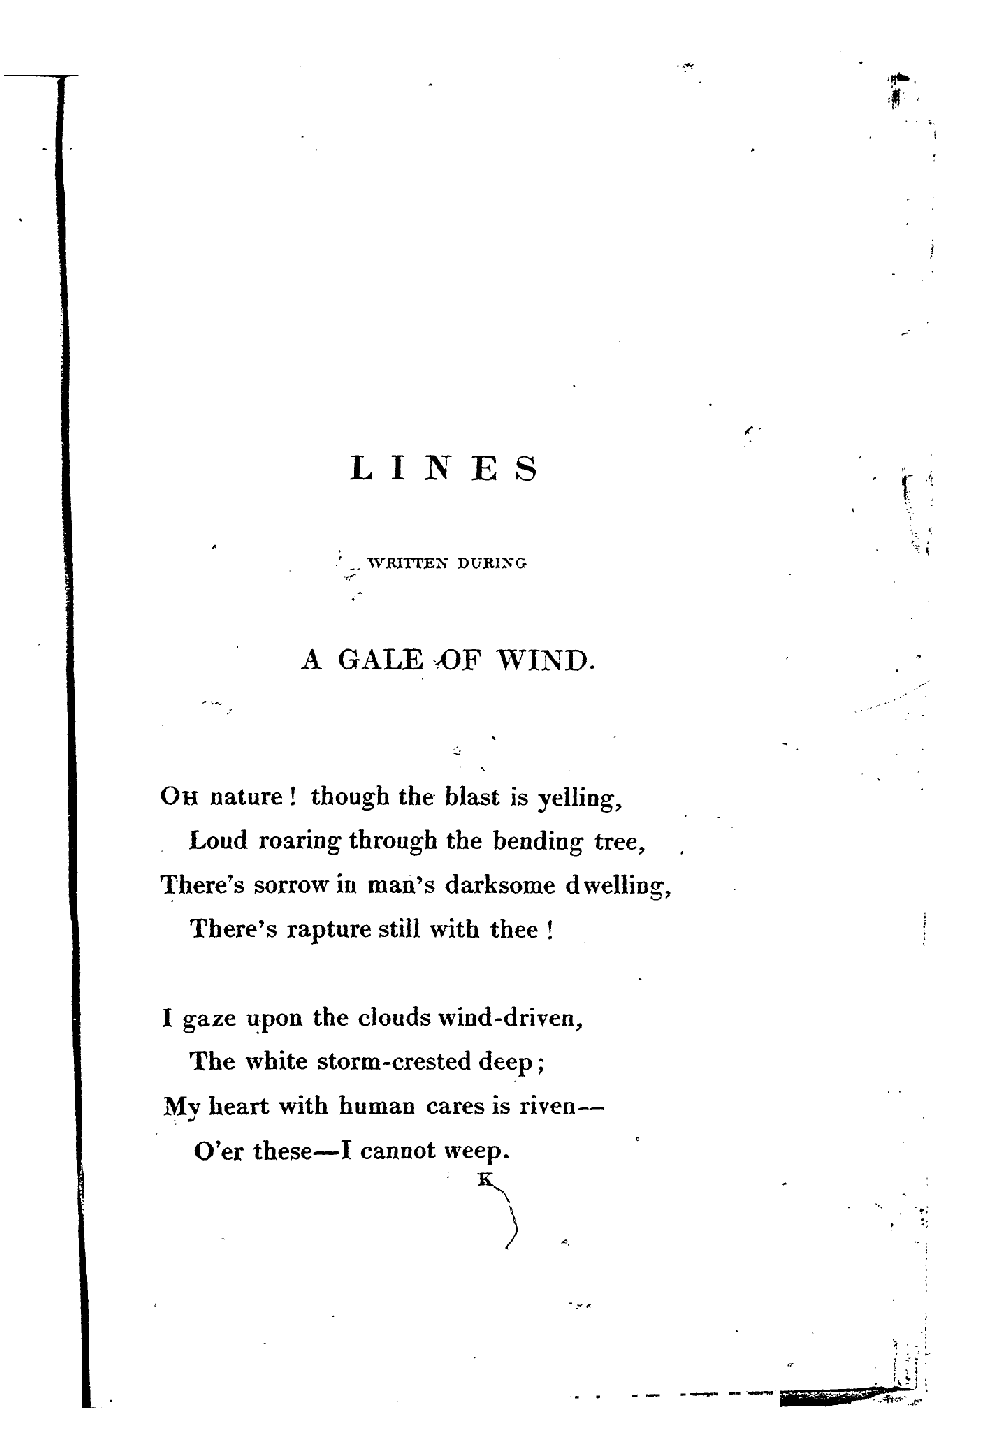 LINES
WRITTEN DURING
A GALE OF WIND.
OH nature! though the blast is yelling,
Loud roaring through the bending tree,
There's sorrow in man's darksome dwelling,
There's rapture still with thee!
I gaze upon the clouds wind-driven,
The white storm-crested deep;
My heart with human cares is riven—
O'er these—I cannot weep.
K